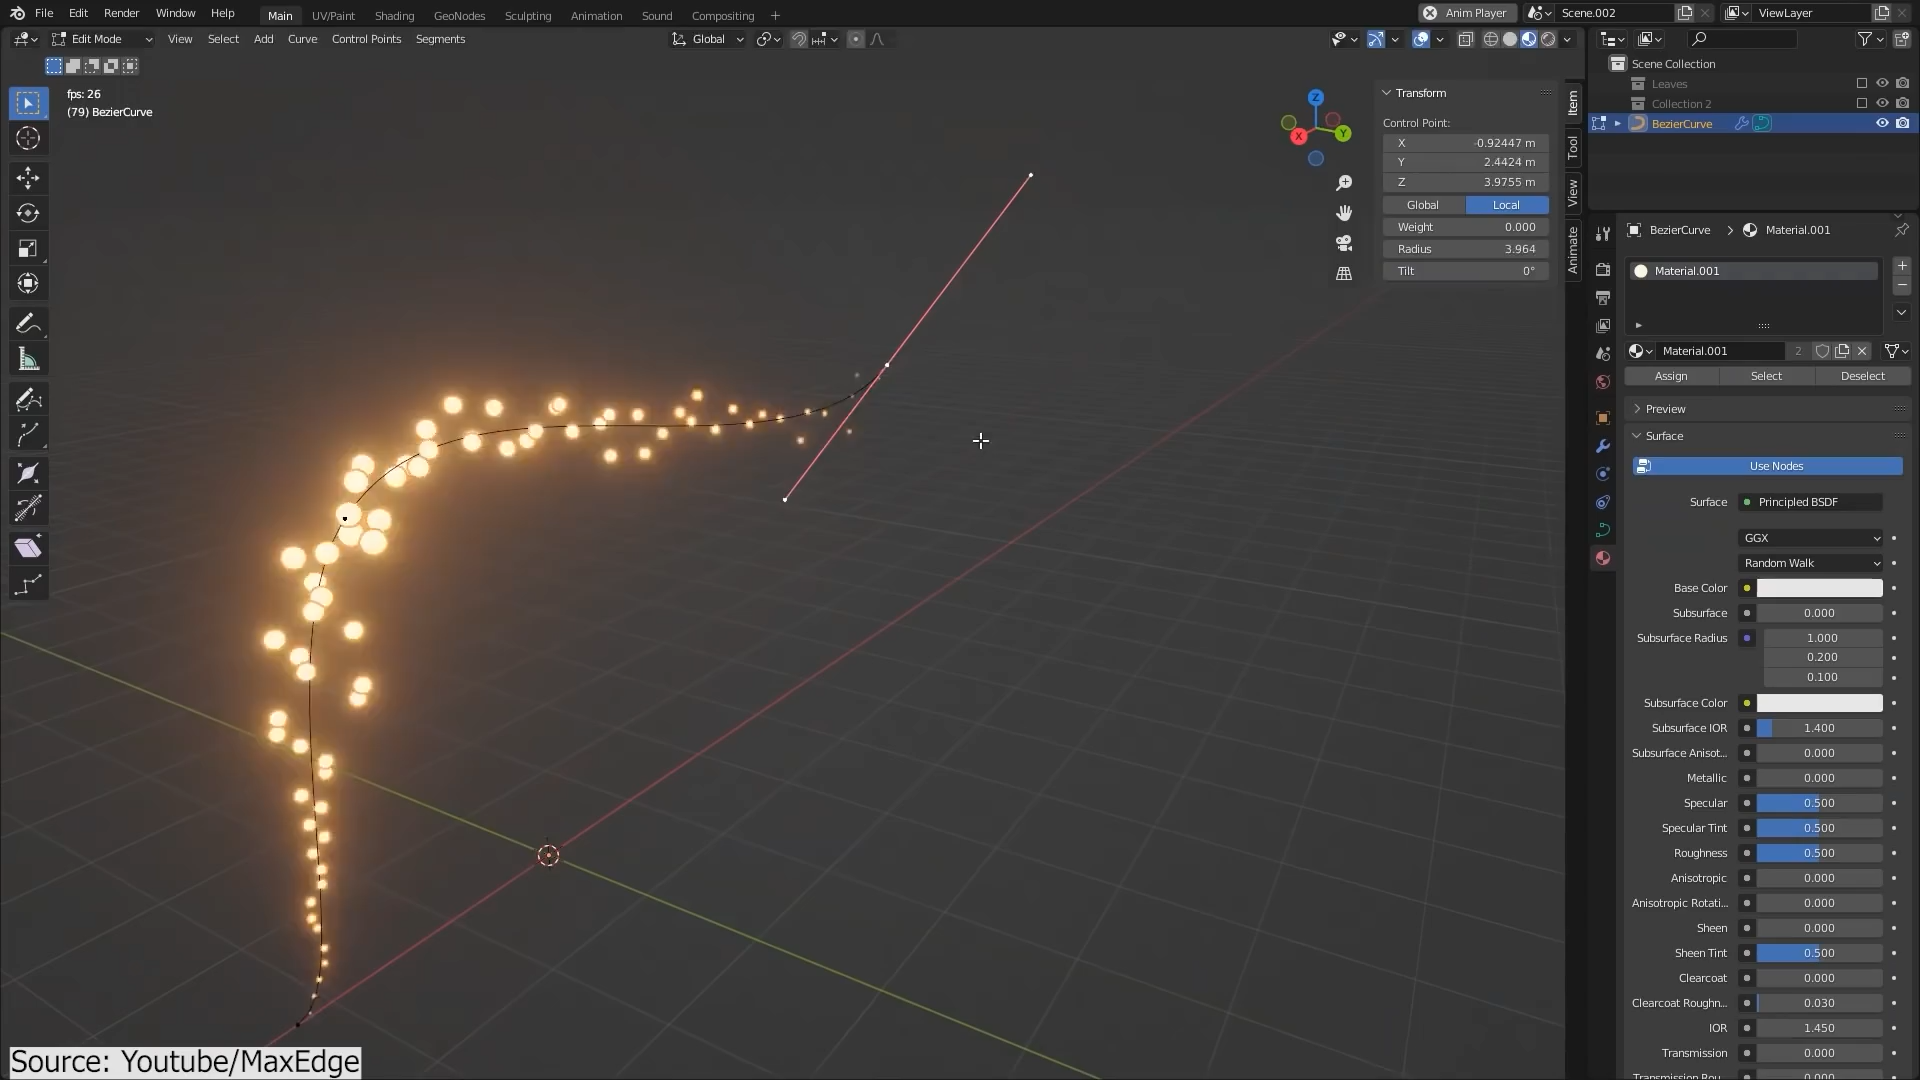 File Edit Render Window Help Main UV/Paint Shading GeoNodes Sculpting Animation Sound Compositing + Anim Player Scene.002 ViewLayer
Edit Mode View Select Add Curve Control Points Segments Global
fps: 26
(79) BezierCurve
Transform
Control Point:
X -0.92447 m
Y 2.4424 m
Z 3.9755 m
Global Local
Weight 0.000
Radius 3.964
Tilt 0°
Item
Tool
View
Animate
Scene Collection
Leaves
Collection 2
BezierCurve
BezierCurve > Material.001
Material.001
Material.001 2
Assign Select Deselect
Preview
Surface
Use Nodes
Surface Principled BSDF
GGX
Random Walk
Base Color
Subsurface 0.000
Subsurface Radius 1.000
0.200
0.100
Subsurface Color
Subsurface IOR 1.400
Subsurface Anisot... 0.000
Metallic 0.000
Specular 0.500
Specular Tint 0.500
Roughness 0.500
Anisotropic 0.000
Anisotropic Rotati... 0.000
Sheen 0.000
Sheen Tint 0.500
Clearcoat 0.000
Clearcoat Roughn... 0.030
IOR 1.450
Transmission 0.000
Transmission Rou... 0.000
Z
Y
X
Source: Youtube/MaxEdge